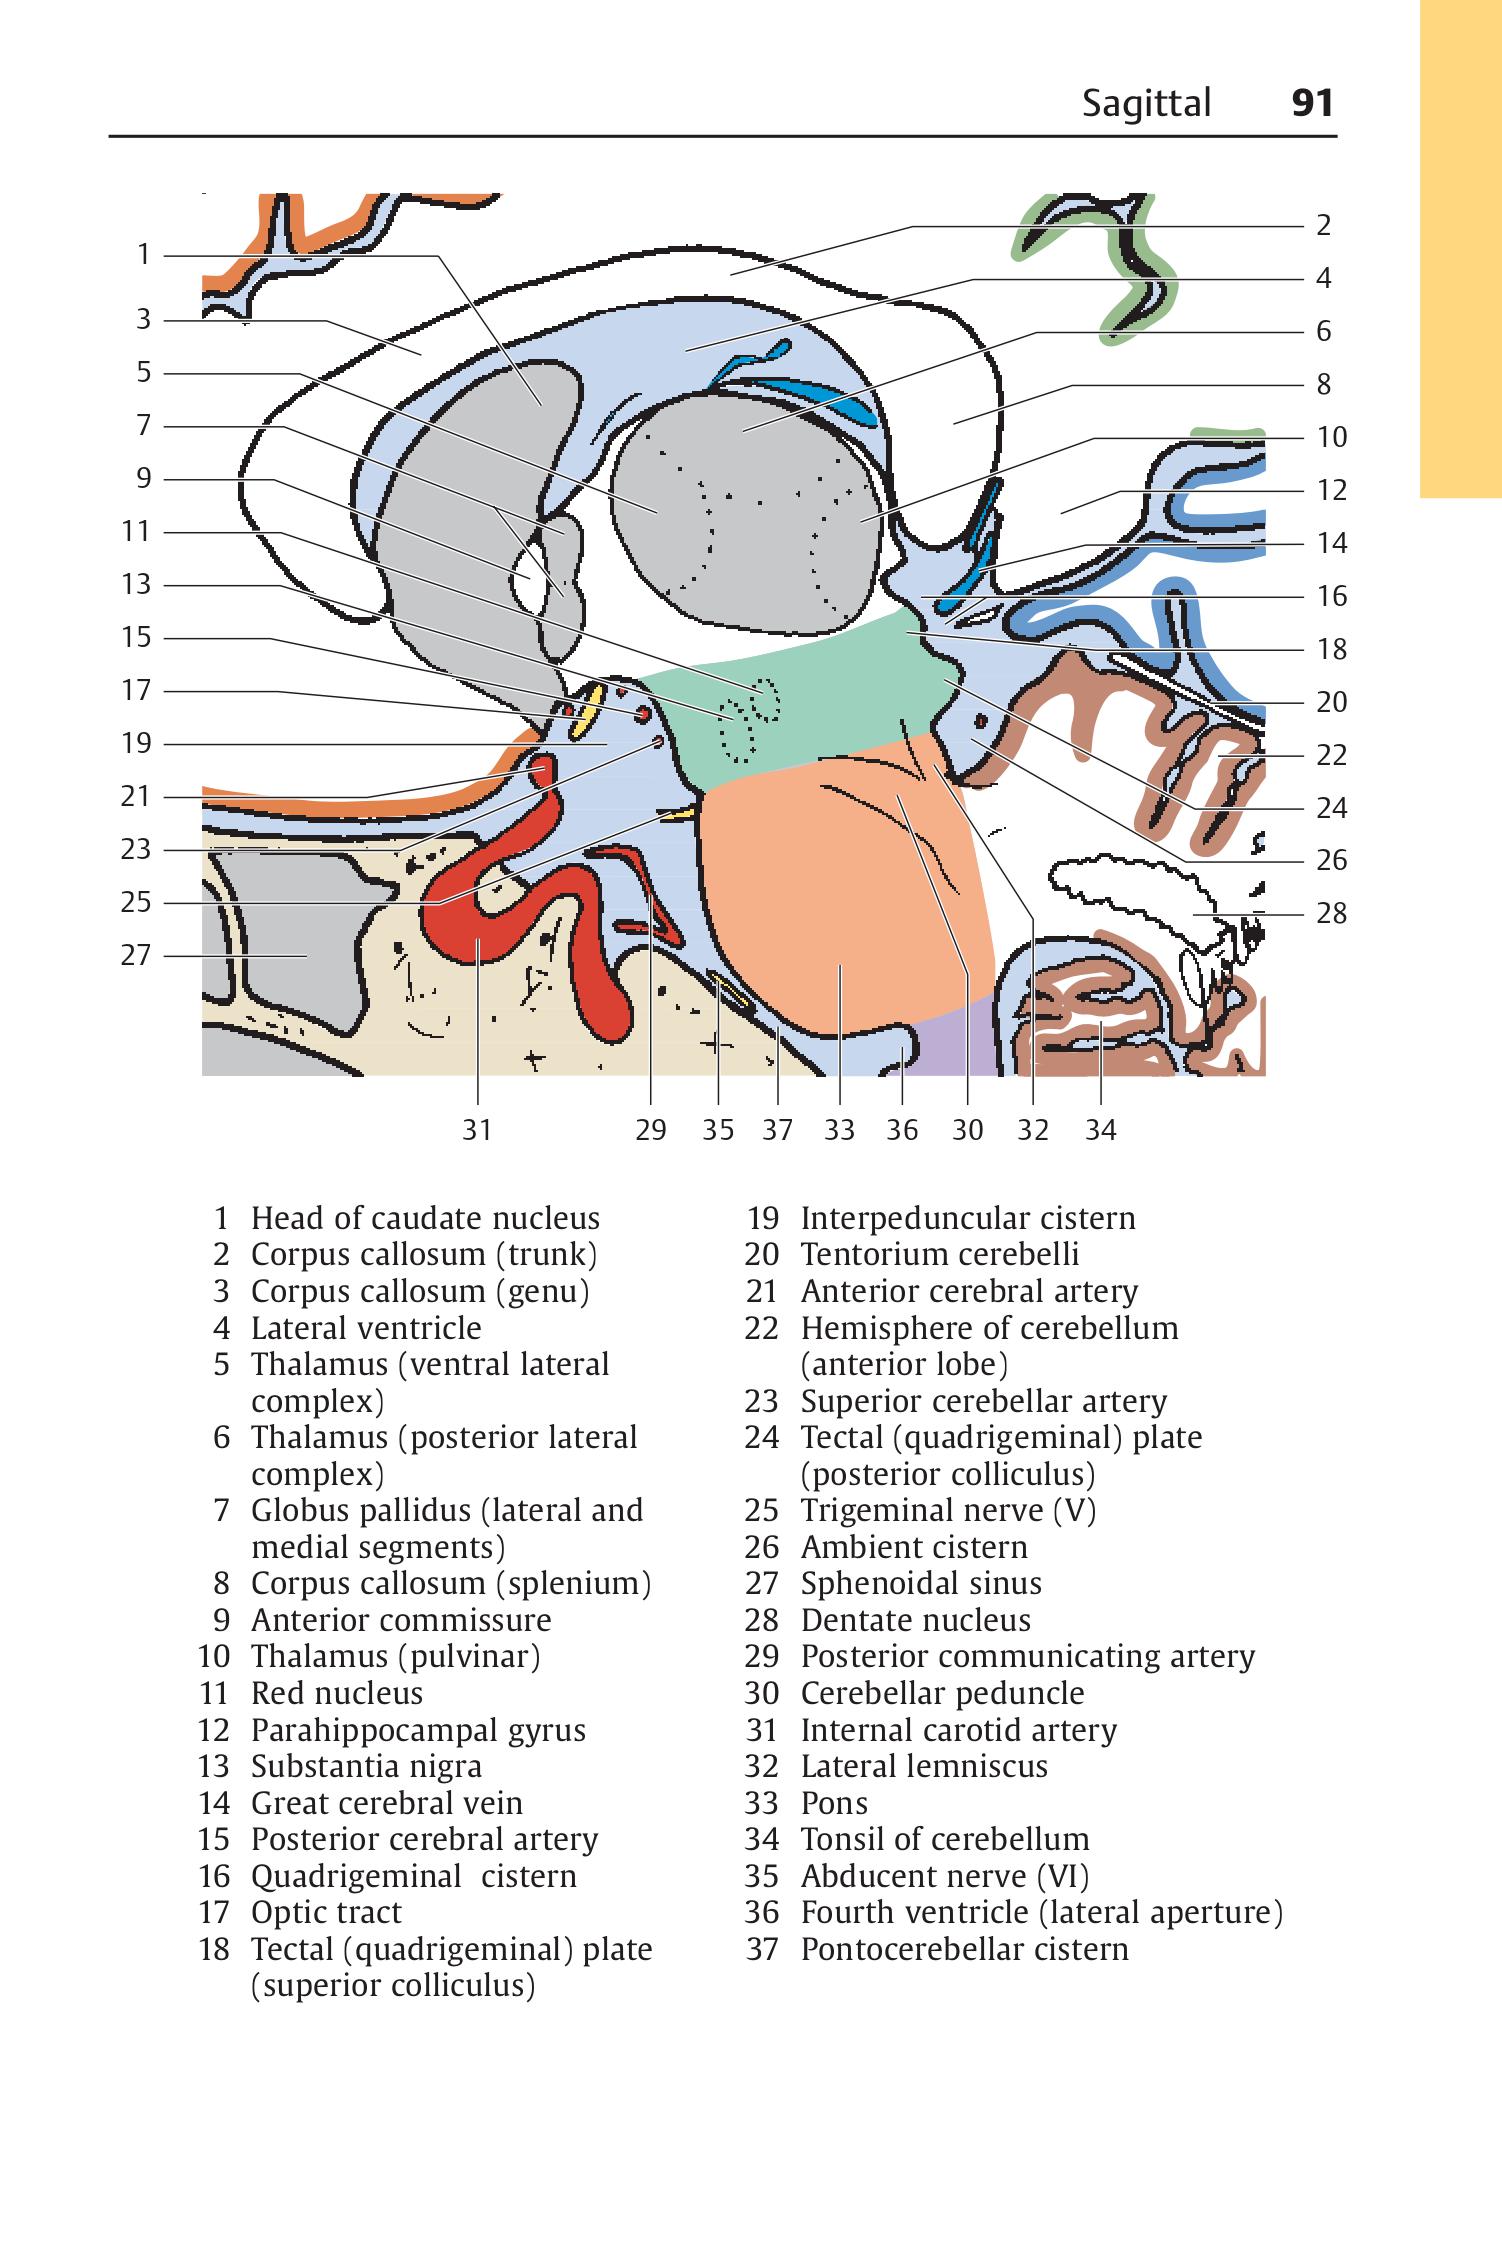 Sagittal 91
1
3
5
7
9
11
13
15
17
19
21
23
25
27
2
4
6
8
10
12
14
16
18
20
22
24
26
28
31 29 35 37 33 36 30 32 34
1 Head of caudate nucleus
2 Corpus callosum (trunk)
3 Corpus callosum (genu)
4 Lateral ventricle
5 Thalamus (ventral lateral
complex)
6 Thalamus (posterior lateral
complex)
7 Globus pallidus (lateral and
medial segments)
8 Corpus callosum (splenium)
9 Anterior commissure
10 Thalamus (pulvinar)
11 Red nucleus
12 Parahippocampal gyrus
13 Substantia nigra
14 Great cerebral vein
15 Posterior cerebral artery
16 Quadrigeminal cistern
17 Optic tract
18 Tectal (quadrigeminal) plate
(superior colliculus)
19 Interpeduncular cistern
20 Tentorium cerebelli
21 Anterior cerebral artery
22 Hemisphere of cerebellum
(anterior lobe)
23 Superior cerebellar artery
24 Tectal (quadrigeminal) plate
(posterior colliculus)
25 Trigeminal nerve (V)
26 Ambient cistern
27 Sphenoidal sinus
28 Dentate nucleus
29 Posterior communicating artery
30 Cerebellar peduncle
31 Internal carotid artery
32 Lateral lemniscus
33 Pons
34 Tonsil of cerebellum
35 Abducent nerve (VI)
36 Fourth ventricle (lateral aperture)
37 Pontocerebellar cistern